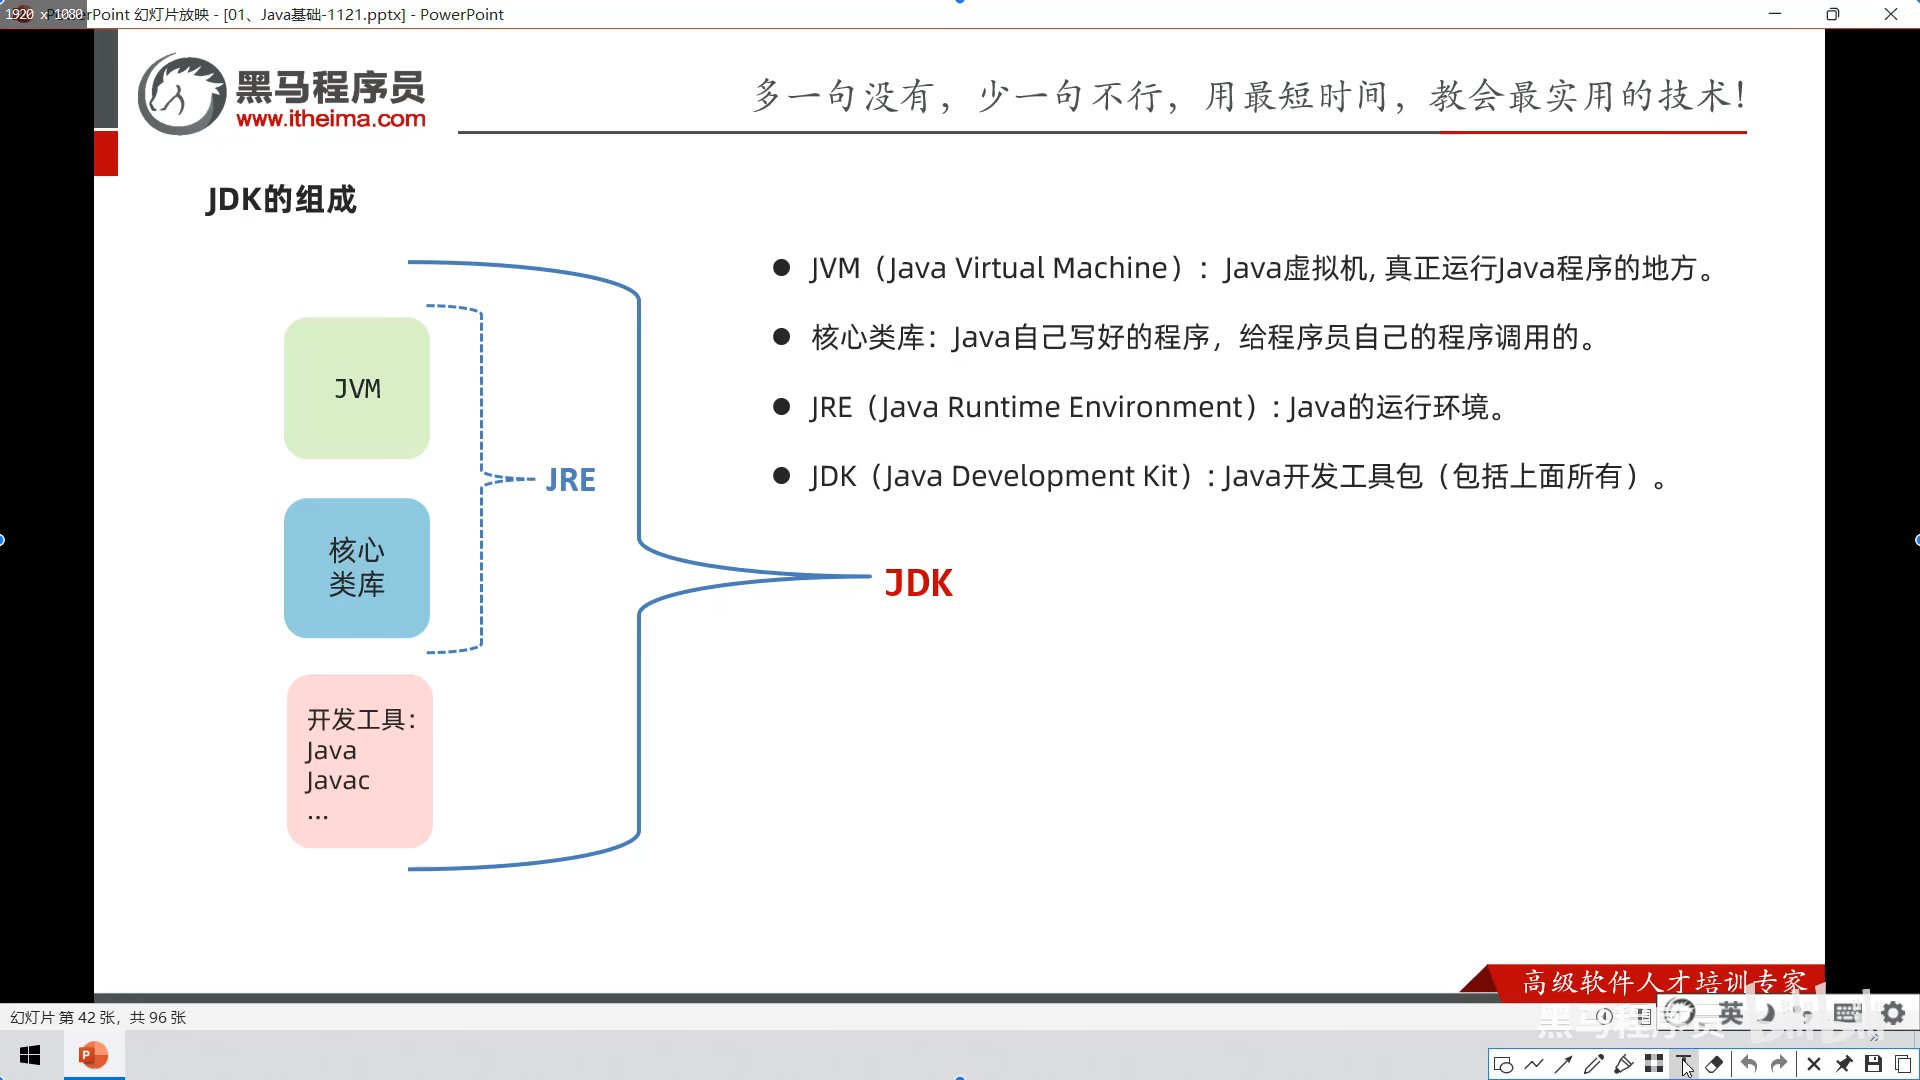 1920 x 1080
PowerPoint 幻灯片放映 - [01、Java基础-1121.pptx] - PowerPoint
黑马程序员
www.itheima.com
多一句没有，少一句不行，用最短时间，教会最实用的技术！
JDK的组成
JVM（Java Virtual Machine）：Java虚拟机, 真正运行Java程序的地方。
核心类库：Java自己写好的程序，给程序员自己的程序调用的。
JRE（Java Runtime Environment）: Java的运行环境。
JDK（Java Development Kit）: Java开发工具包（包括上面所有）。
JVM
核心
类库
JRE
开发工具：
Java
Javac
...
JDK
高级软件人才培训专家
幻灯片 第 42 张，共 96 张
英
黑马程序员
bilibili